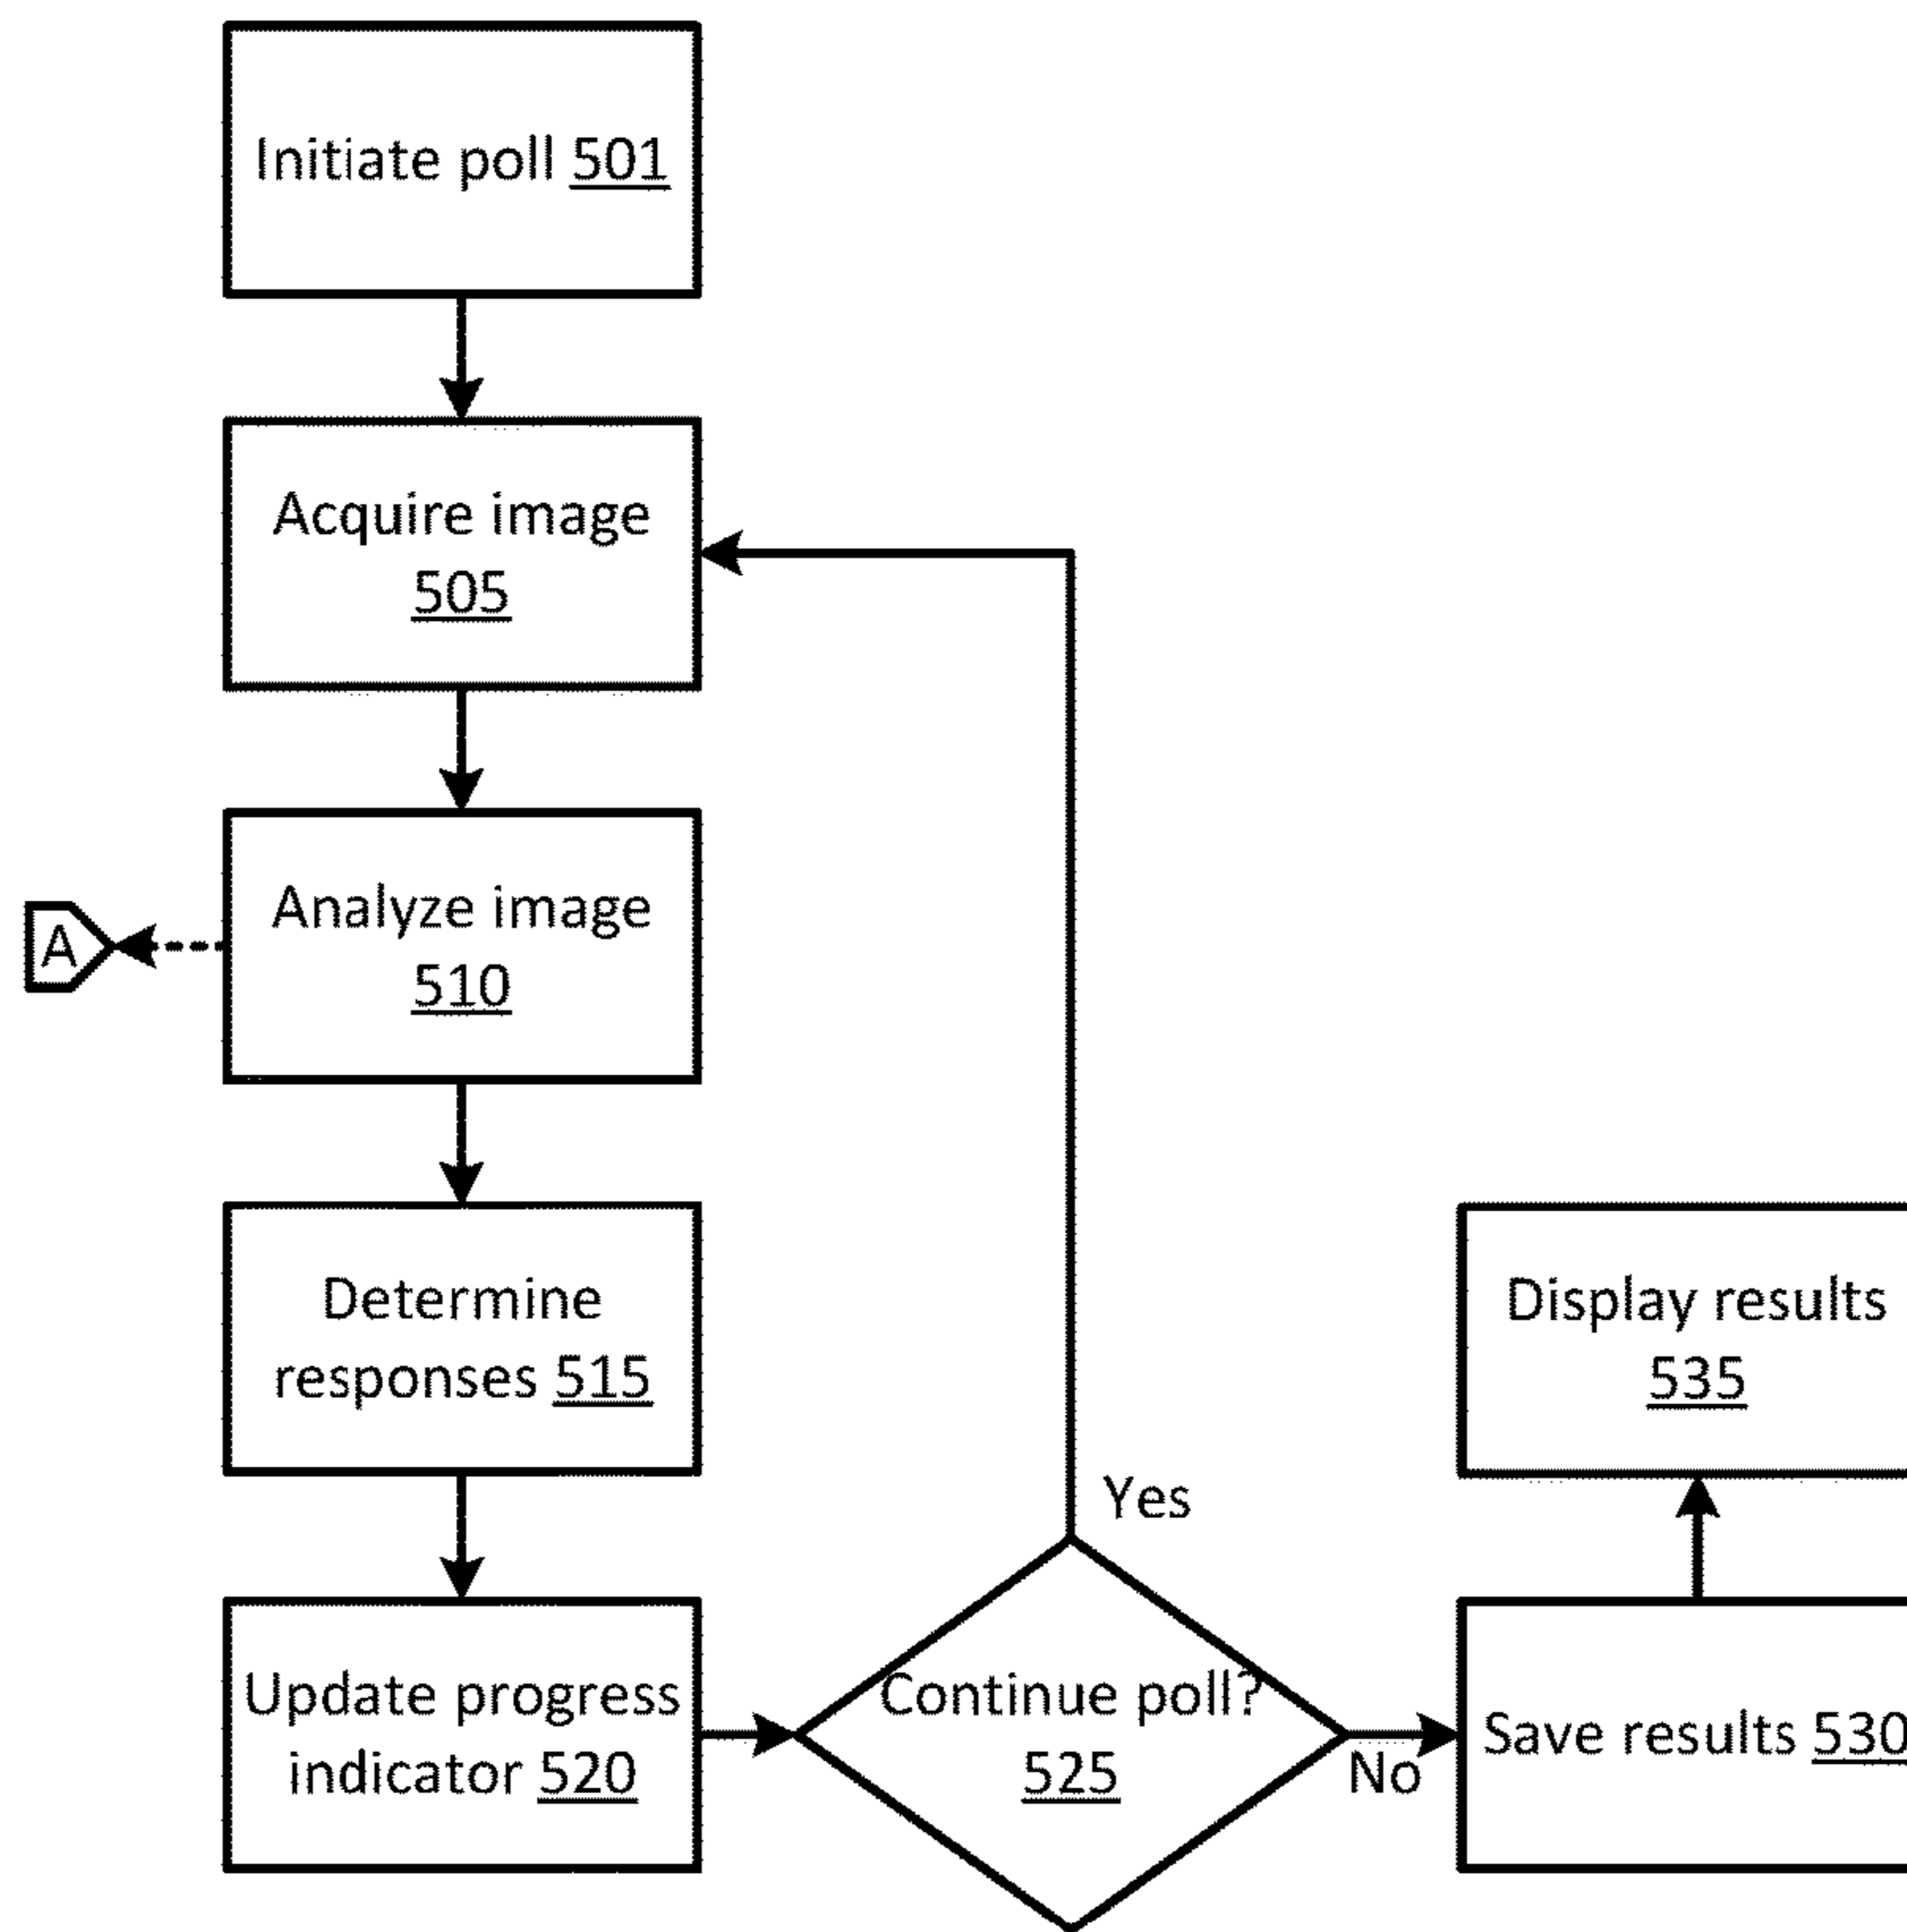 Initiate poll 501
Acquire image
505
Analyze image
510
A
Determine
responses 515
Update progress
indicator 520
Continue poll?
525
Yes
No
Save results 530
Display results
535